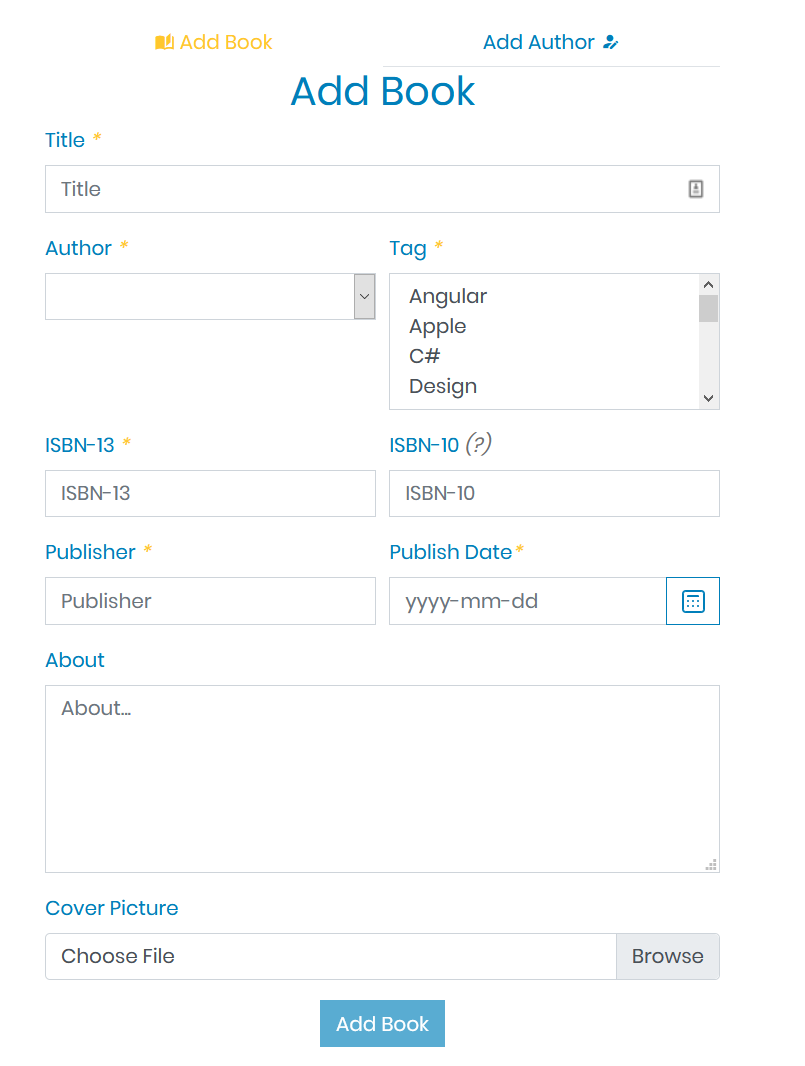 Add Book Add Author
Add Book
Title *
Title
Author * Tag *
Angular
Apple
C#
Design
ISBN-13 * ISBN-10 (?)
ISBN-13 ISBN-10
Publisher * Publish Date*
Publisher yyyy-mm-dd
About
About...
Cover Picture
Choose File Browse
Add Book